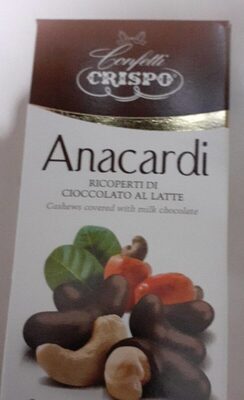 Confetti
CRISPO
Anacardi
RICOPERTI DI
CIOCCOLATO AL LATTE
Cashews covered with milk chocolate